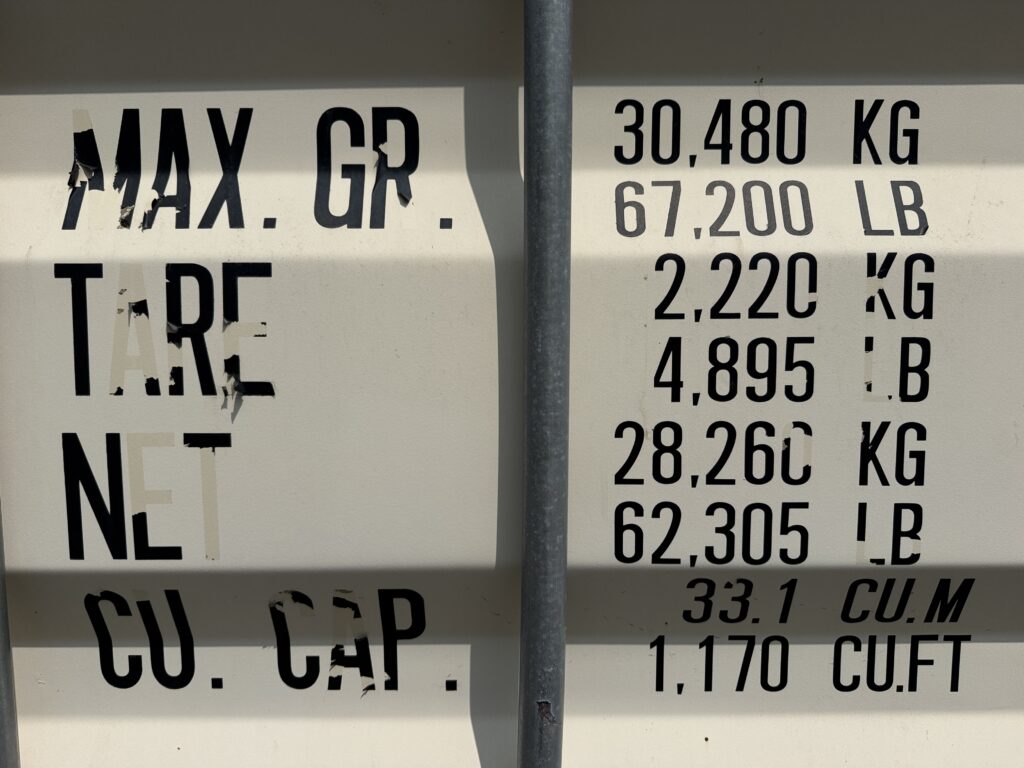 MAX. GR. 30,480 KG
67,200 LB
TARE 2,220 KG
4,895 LB
NET 28,260 KG
62,305 LB
CU. CAP. 33.1 CU.M
1,170 CU.FT